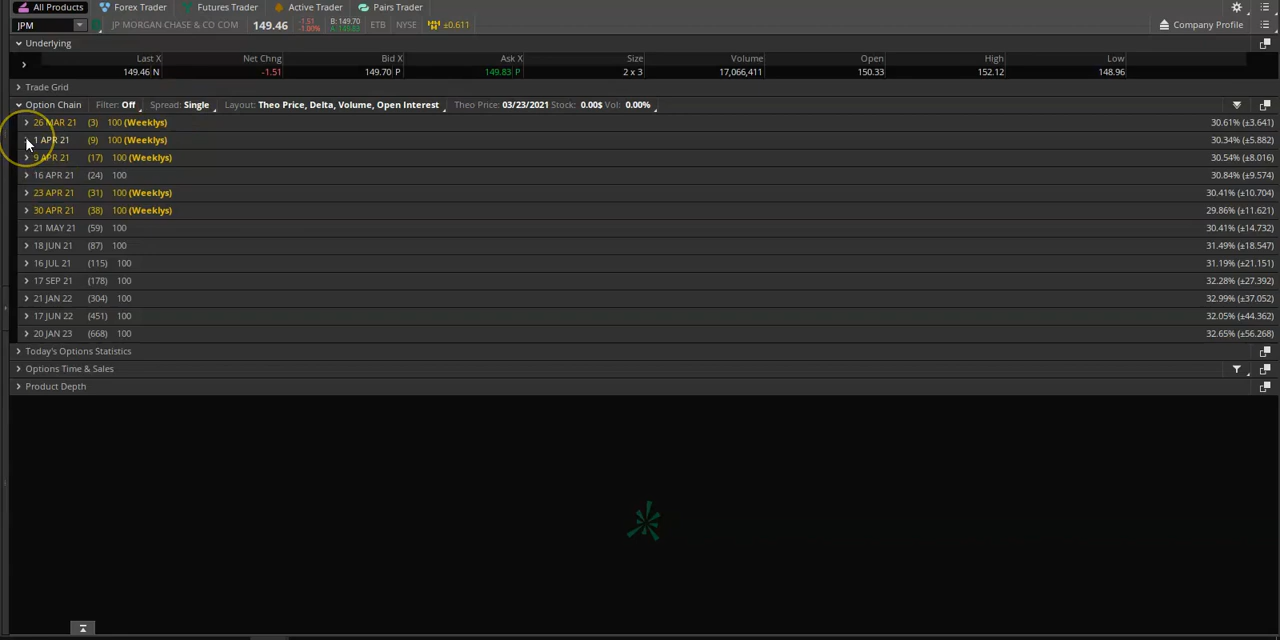 All Products Forex Trader Futures Trader Active Trader Pairs Trader
JPM JP MORGAN CHASE & CO COM 149.46 -1.51 -1.00% B: 149.70 A: 149.83 ETB NYSE ±0.611 Company Profile
Underlying
Last X Net Chng Bid X Ask X Size Volume Open High Low
149.46 N -1.51 149.70 P 149.83 P 2 x 3 17,066,411 150.33 152.12 148.96
Trade Grid
Option Chain Filter: Off Spread: Single Layout: Theo Price, Delta, Volume, Open Interest Theo Price: 03/23/2021 Stock: 0.00$ Vol: 0.00%
26 MAR 21 (3) 100 (Weeklys) 30.61% (±3.641)
1 APR 21 (9) 100 (Weeklys) 30.34% (±5.882)
9 APR 21 (17) 100 (Weeklys) 30.54% (±8.016)
16 APR 21 (24) 100 30.84% (±9.574)
23 APR 21 (31) 100 (Weeklys) 30.41% (±10.704)
30 APR 21 (38) 100 (Weeklys) 29.86% (±11.621)
21 MAY 21 (59) 100 30.41% (±14.732)
18 JUN 21 (87) 100 31.49% (±18.547)
16 JUL 21 (115) 100 31.19% (±21.151)
17 SEP 21 (178) 100 32.28% (±27.392)
21 JAN 22 (304) 100 32.99% (±37.052)
17 JUN 22 (451) 100 32.05% (±44.362)
20 JAN 23 (668) 100 32.65% (±56.268)
Today's Options Statistics
Options Time & Sales
Product Depth